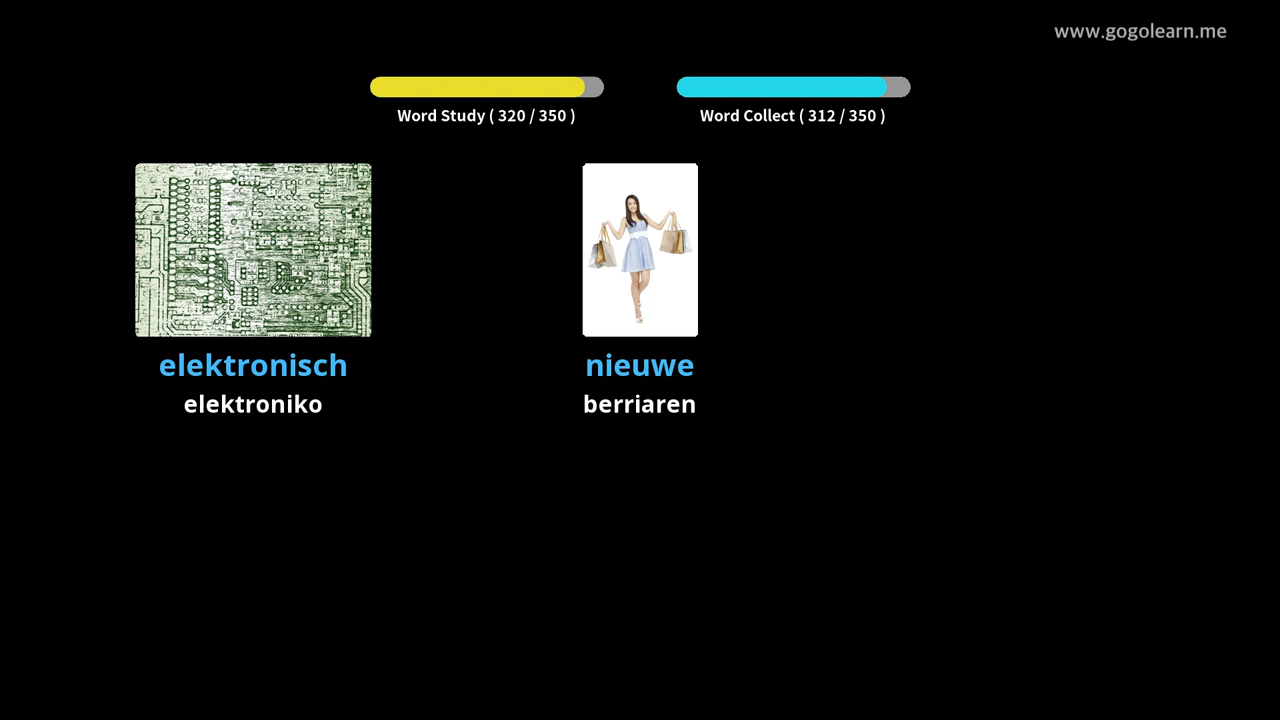 www.gogolearn.me
Word Study ( 320 / 350 )
Word Collect ( 312 / 350 )
elektronisch
elektroniko
nieuwe
berriaren